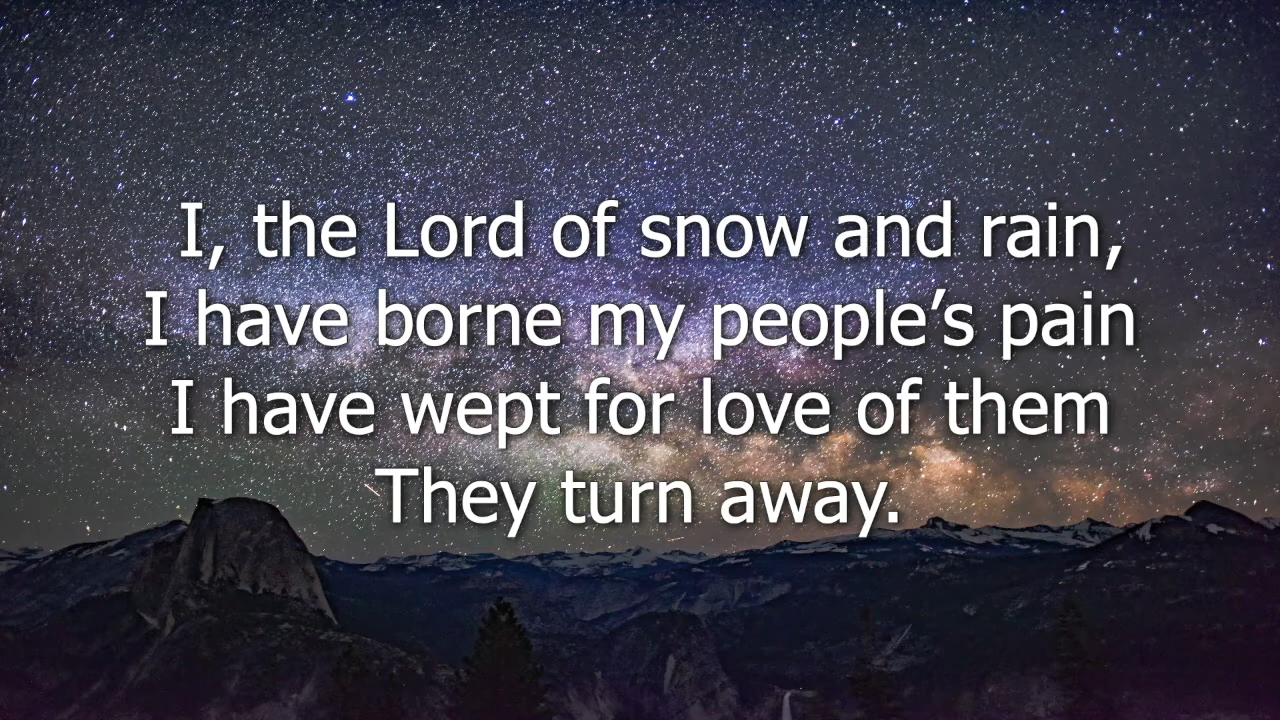 I, the Lord of snow and rain,
I have borne my people’s pain
I have wept for love of them
They turn away.